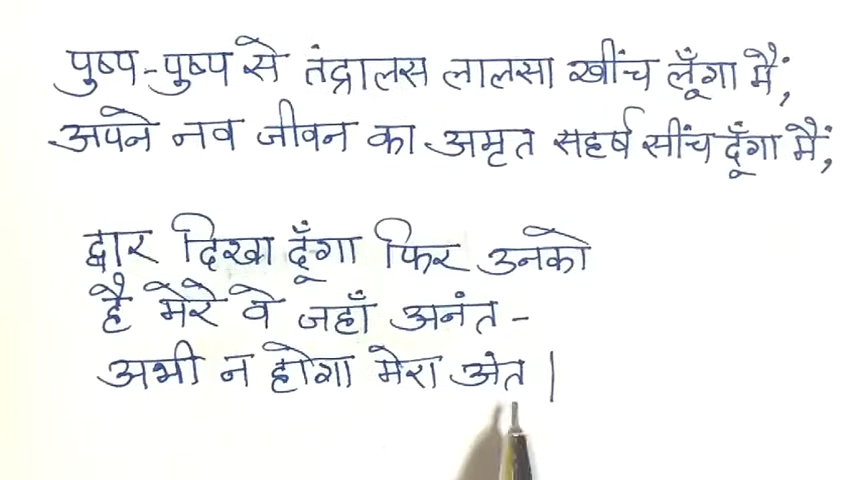 पुष्प-पुष्प से तंद्रालस लालसा खींच लूँगा मैं,
अपने नव जीवन का अमृत सहर्ष सींच दूँगा मैं,
द्वार दिखा दूँगा फिर उनको
है मेरे वे जहाँ अनंत -
अभी न होगा मेरा अंत |